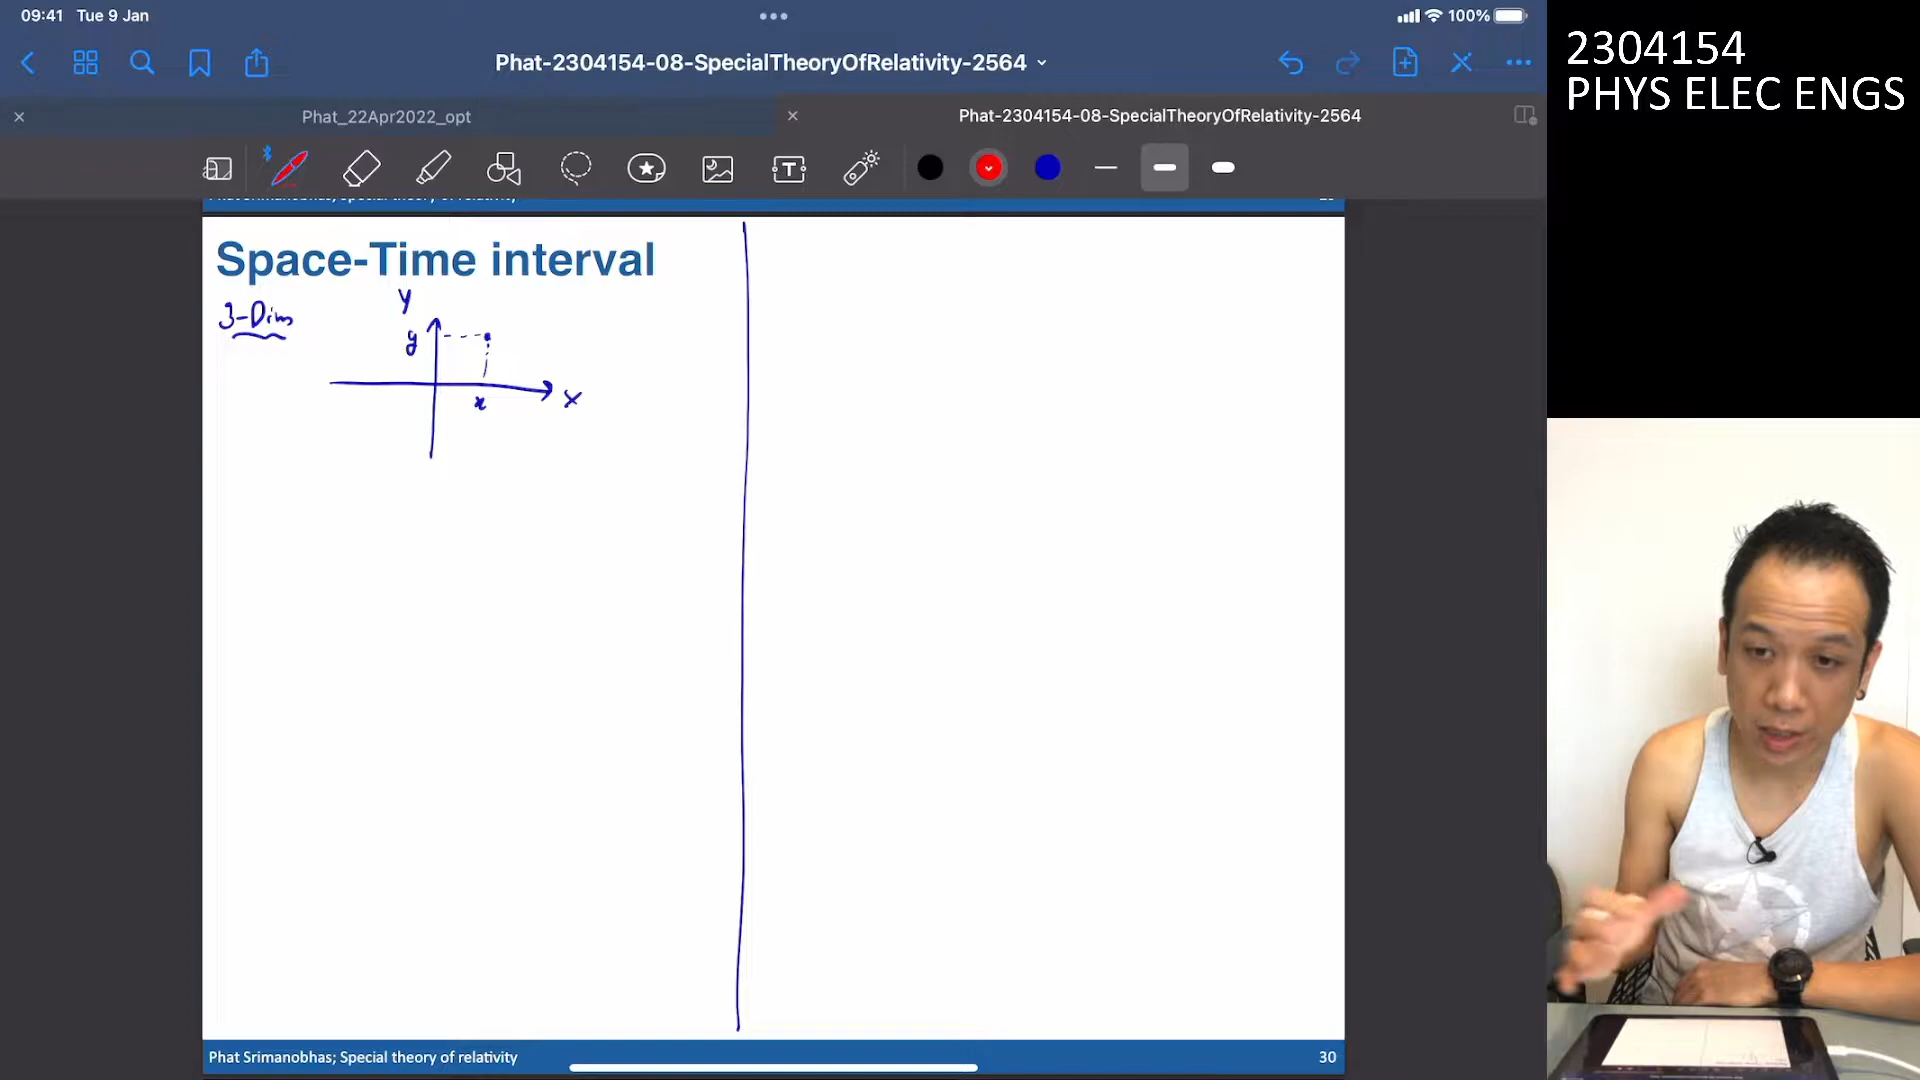 09:41 Tue 9 Jan
100%
Phat-2304154-08-SpecialTheoryOfRelativity-2564
Phat_22Apr2022_opt
Phat-2304154-08-SpecialTheoryOfRelativity-2564
2304154
PHYS ELEC ENGS
Space-Time interval
3-Dim
Y
y
x
X
Phat Srimanobhas; Special theory of relativity
30